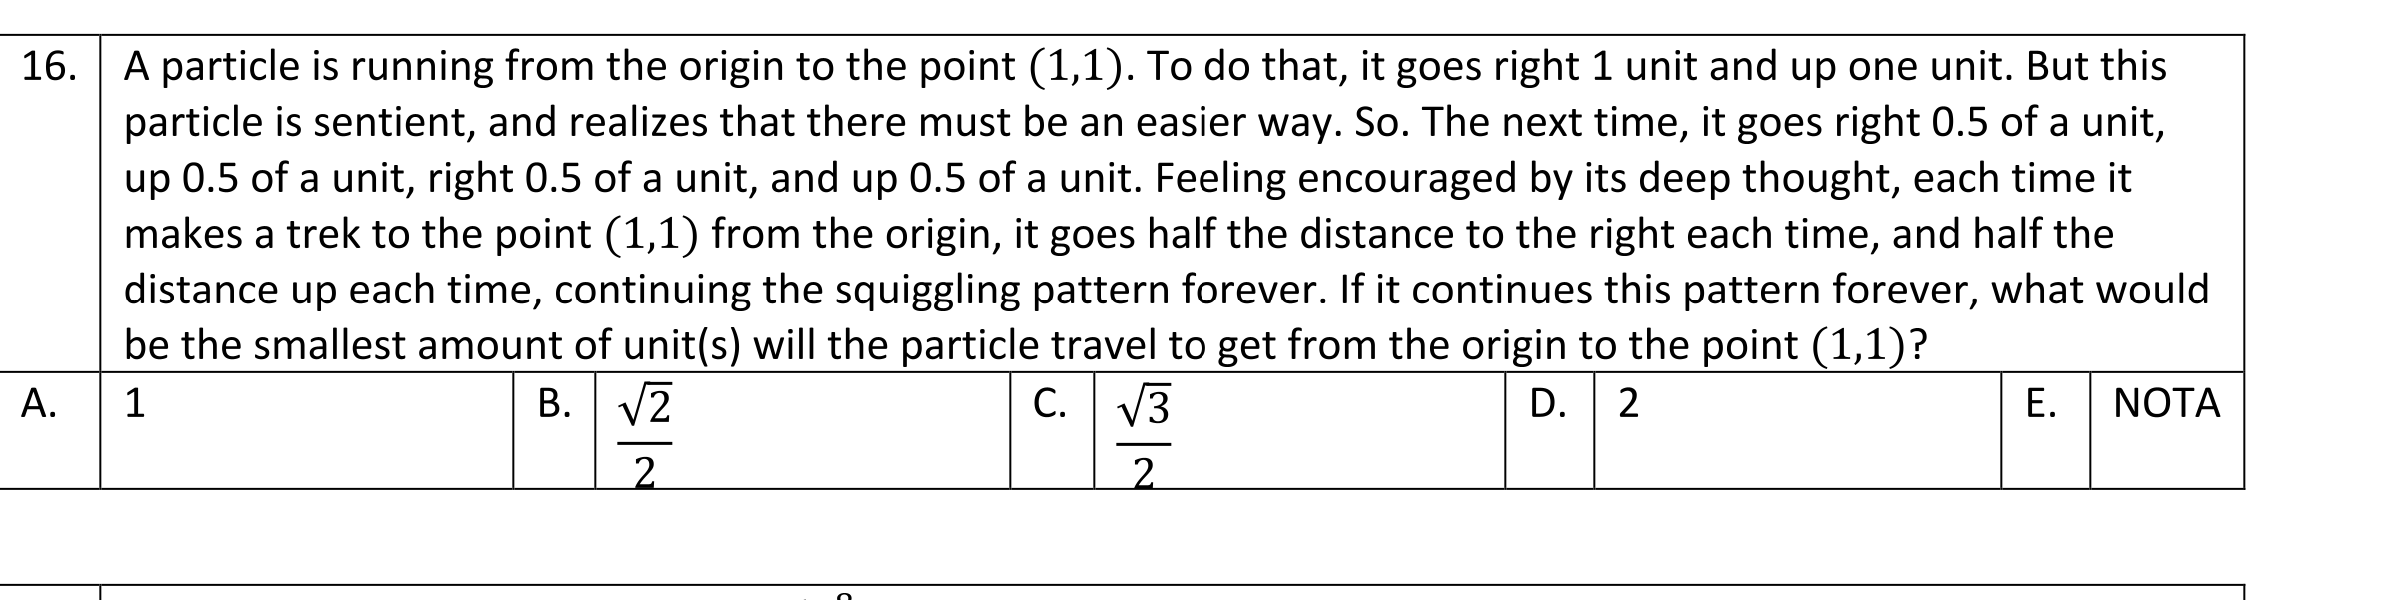 16. A particle is running from the origin to the point (1,1). To do that, it goes right 1 unit and up one unit. But this
particle is sentient, and realizes that there must be an easier way. So. The next time, it goes right 0.5 of a unit,
up 0.5 of a unit, right 0.5 of a unit, and up 0.5 of a unit. Feeling encouraged by its deep thought, each time it
makes a trek to the point (1,1) from the origin, it goes half the distance to the right each time, and half the
distance up each time, continuing the squiggling pattern forever. If it continues this pattern forever, what would
be the smallest amount of unit(s) will the particle travel to get from the origin to the point (1,1)?
A. 1 B. √2/2 C. √3/2 D. 2 E. NOTA